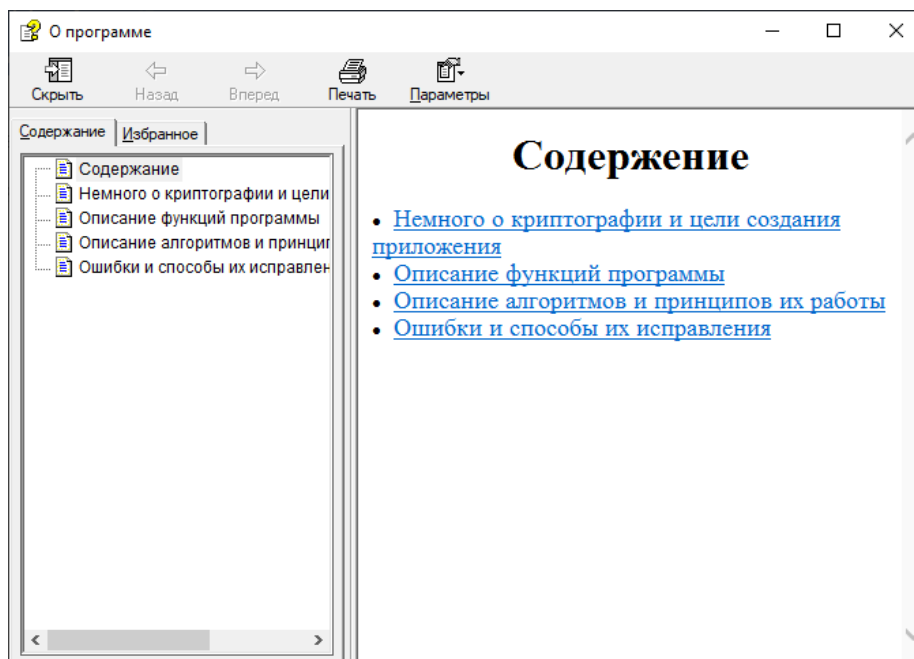 О программе
Скрыть Назад Вперед Печать Параметры
Содержание Избранное
Содержание
Немного о криптографии и цели
Описание функций программы
Описание алгоритмов и принцип
Ошибки и способы их исправлен
Содержение
• Немного о криптографии и цели создания
приложения
• Описание функций программы
• Описание алгоритмов и принципов их работы
• Ошибки и способы их исправления